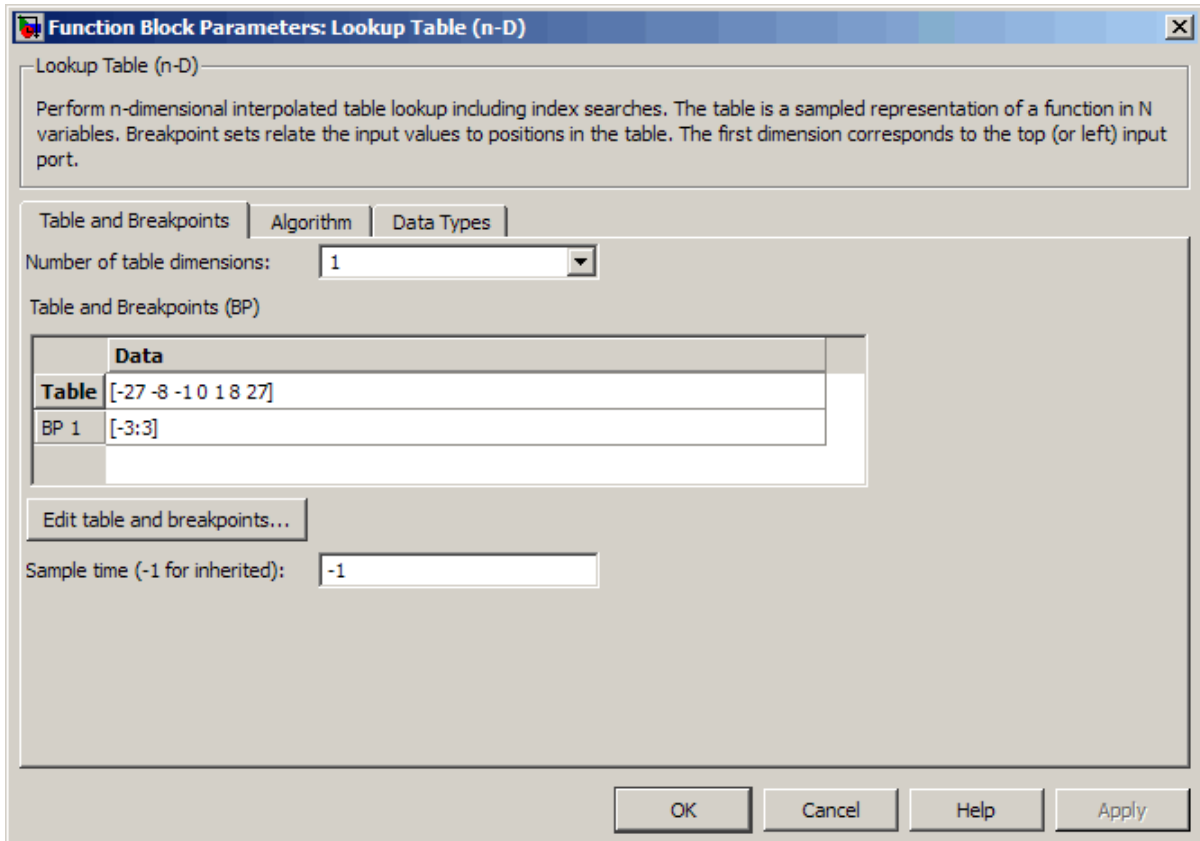 Function Block Parameters: Lookup Table (n-D)
Lookup Table (n-D)
Perform n-dimensional interpolated table lookup including index searches. The table is a sampled representation of a function in N
variables. Breakpoint sets relate the input values to positions in the table. The first dimension corresponds to the top (or left) input
port.
Table and Breakpoints Algorithm Data Types
Number of table dimensions: 1
Table and Breakpoints (BP)
Data
Table [-27 -8 -1 0 1 8 27]
BP 1 [-3:3]
Edit table and breakpoints...
Sample time (-1 for inherited): -1
OK Cancel Help Apply